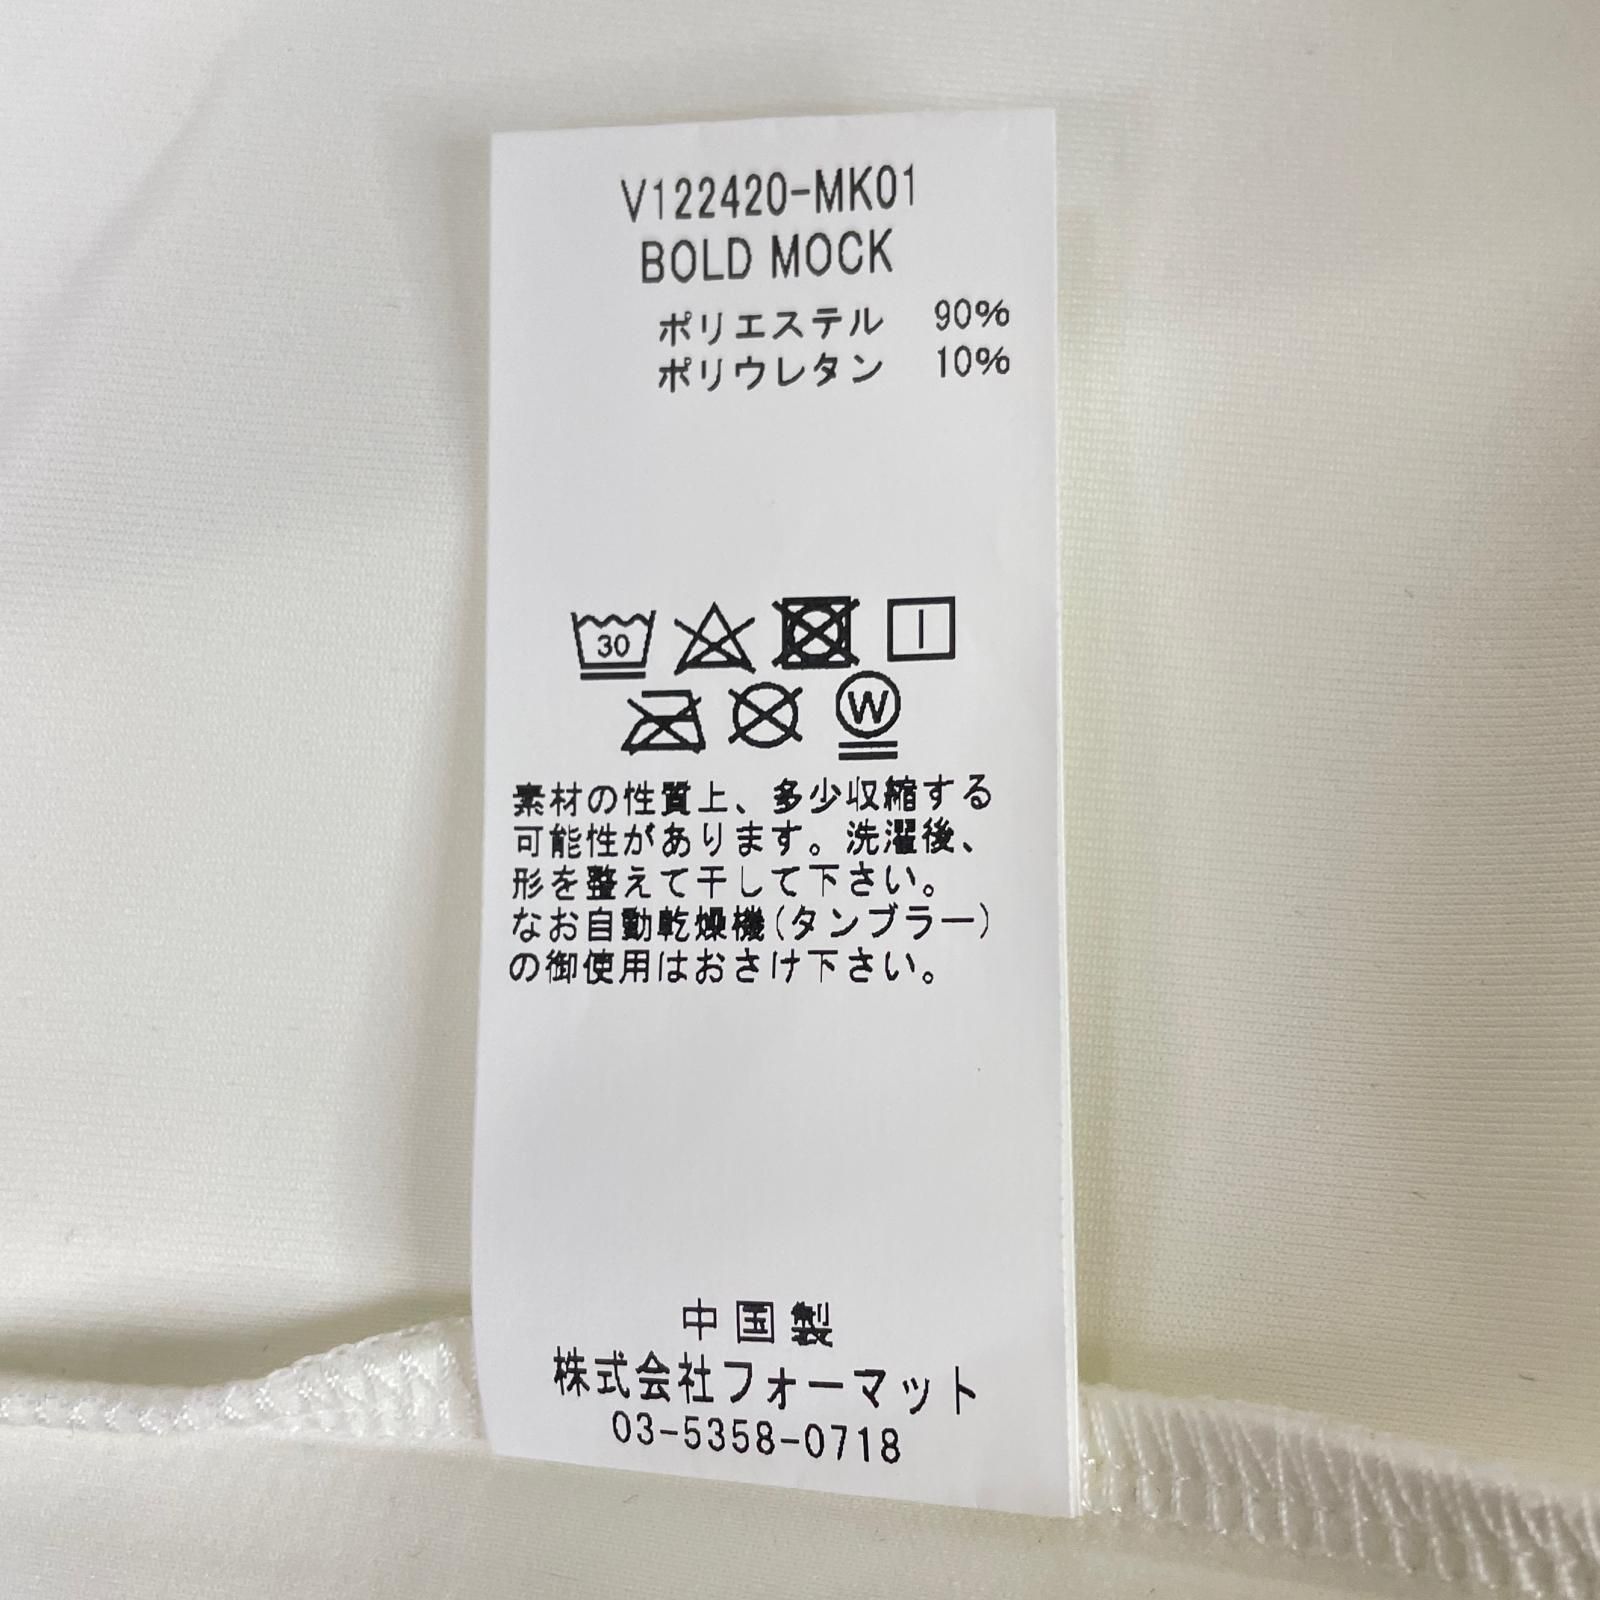 V122420-MK01
BOLD MOCK
ポリエステル 90%
ポリウレタン 10%
30
W
素材の性質上、多少収縮する
可能性があります。洗濯後、
形を整えて干して下さい。
なお自動乾燥機(タンブラー)
の御使用はおさけ下さい。
中国製
株式会社フォーマット
03-5358-0718